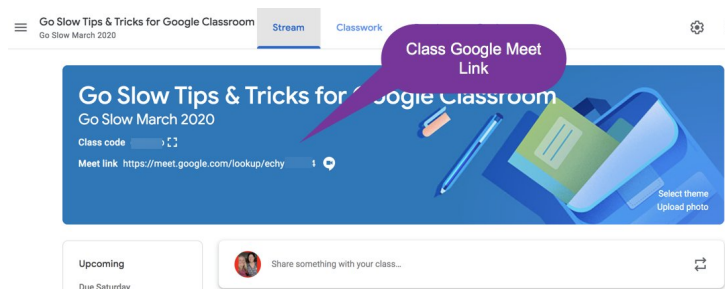 Go Slow Tips & Tricks for Google Classroom
Go Slow March 2020
Stream
Classwork
Class Google Meet
Link
Go Slow Tips & Tricks for Google Classroom
Go Slow March 2020
Class code
Meet link https://meet.google.com/lookup/echy
Select theme
Upload photo
Upcoming
Share something with your class...
Due Saturday